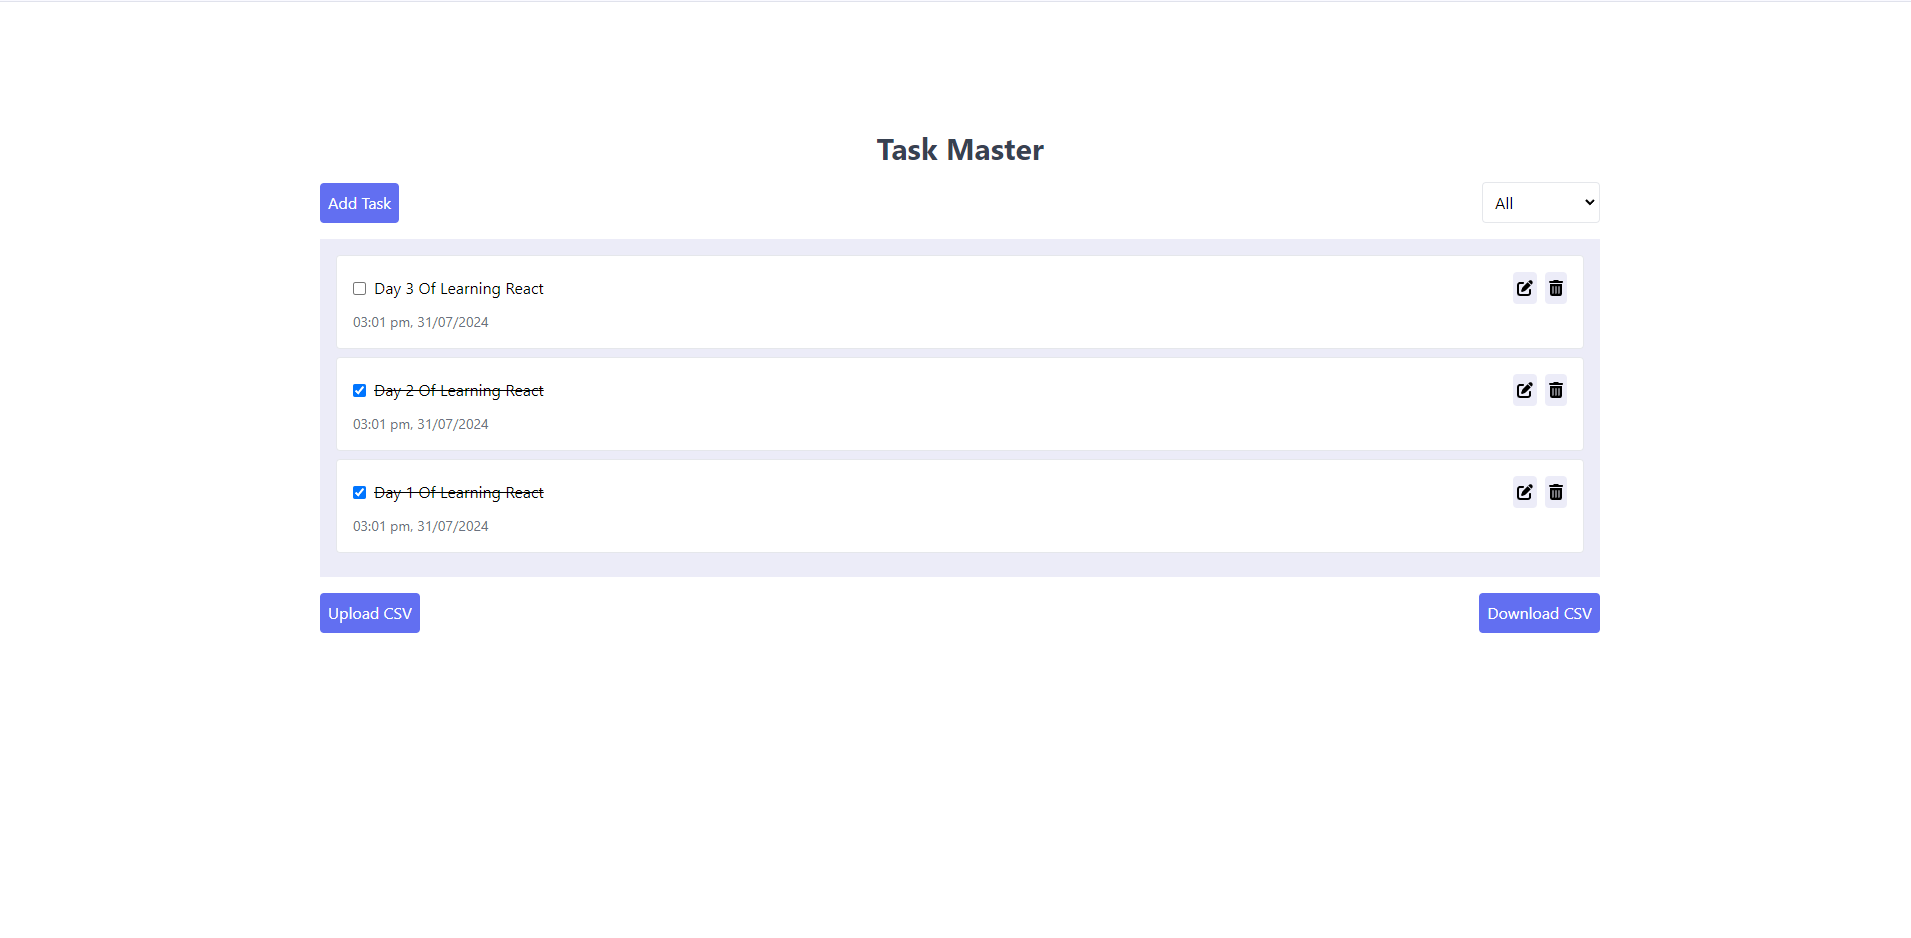 Task Master
Add Task
All
Day 3 Of Learning React
03:01 pm, 31/07/2024
Day 2 Of Learning React
03:01 pm, 31/07/2024
Day 1 Of Learning React
03:01 pm, 31/07/2024
Upload CSV
Download CSV